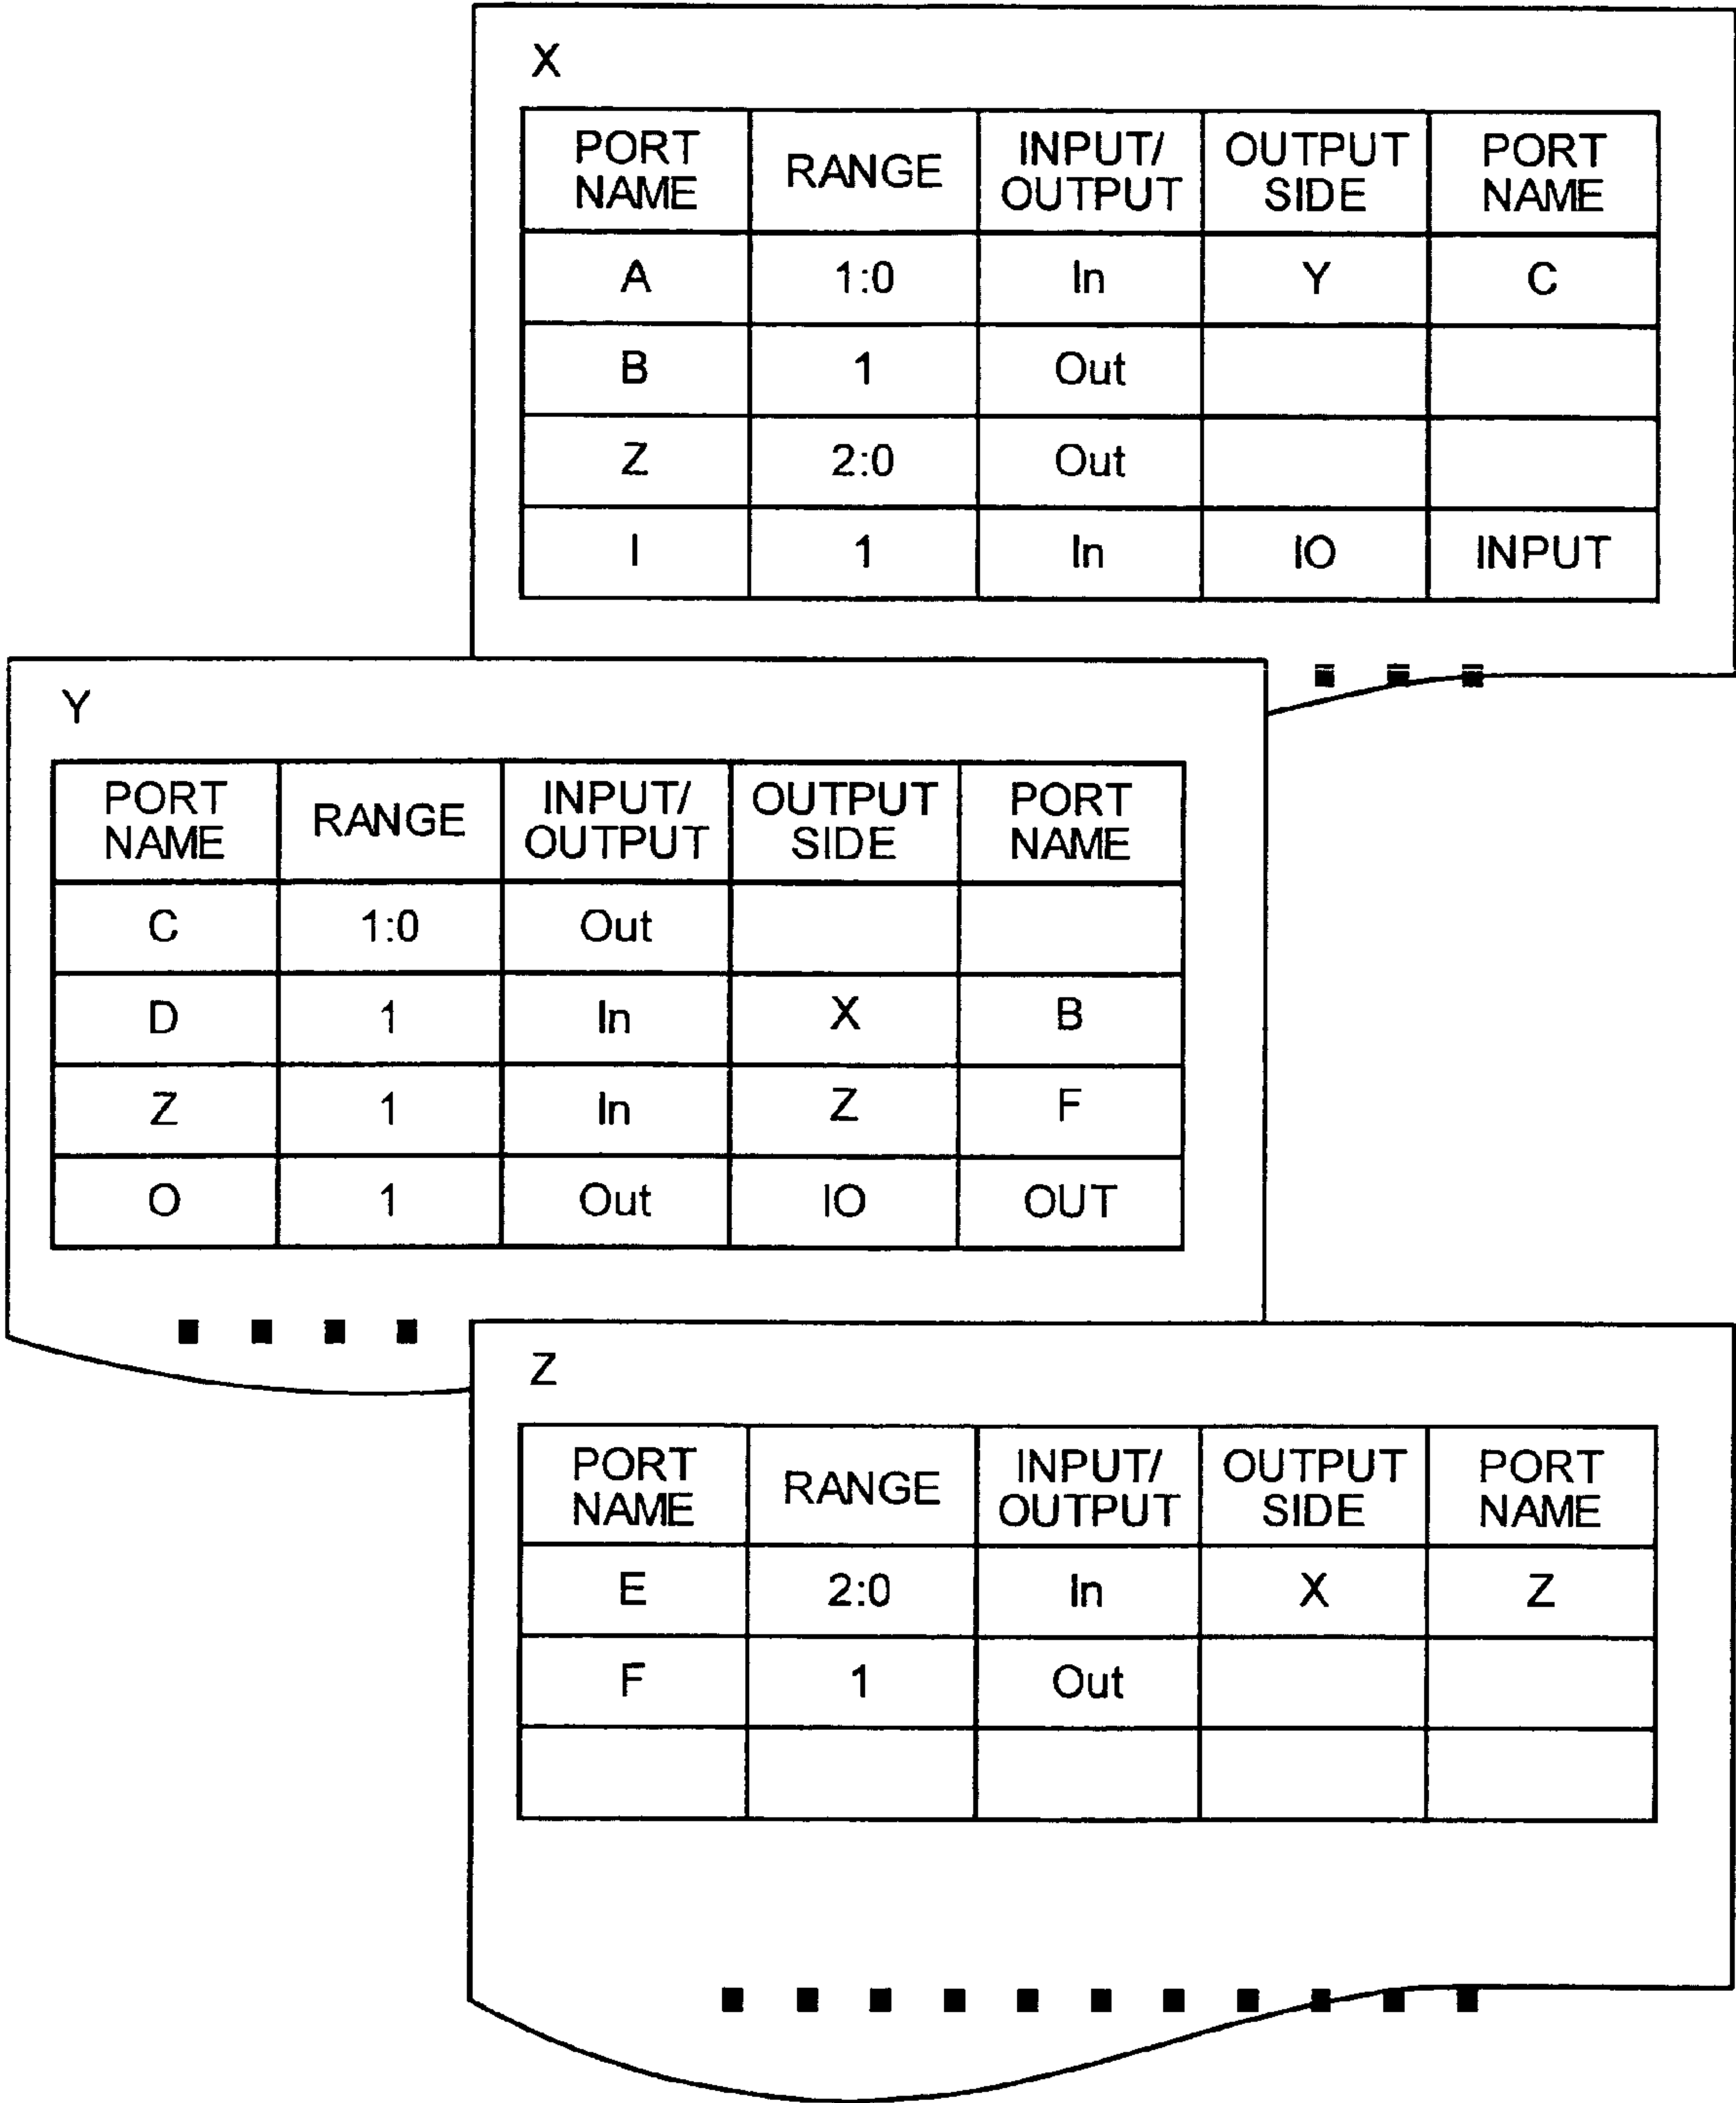 X
PORT NAME RANGE INPUT/ OUTPUT OUTPUT SIDE PORT NAME
A 1:0 In Y C
B 1 Out
Z 2:0 Out
I 1 In IO INPUT
Y
PORT NAME RANGE INPUT/ OUTPUT OUTPUT SIDE PORT NAME
C 1:0 Out
D 1 In X B
Z 1 In Z F
O 1 Out IO OUT
Z
PORT NAME RANGE INPUT/ OUTPUT OUTPUT SIDE PORT NAME
E 2:0 In X Z
F 1 Out